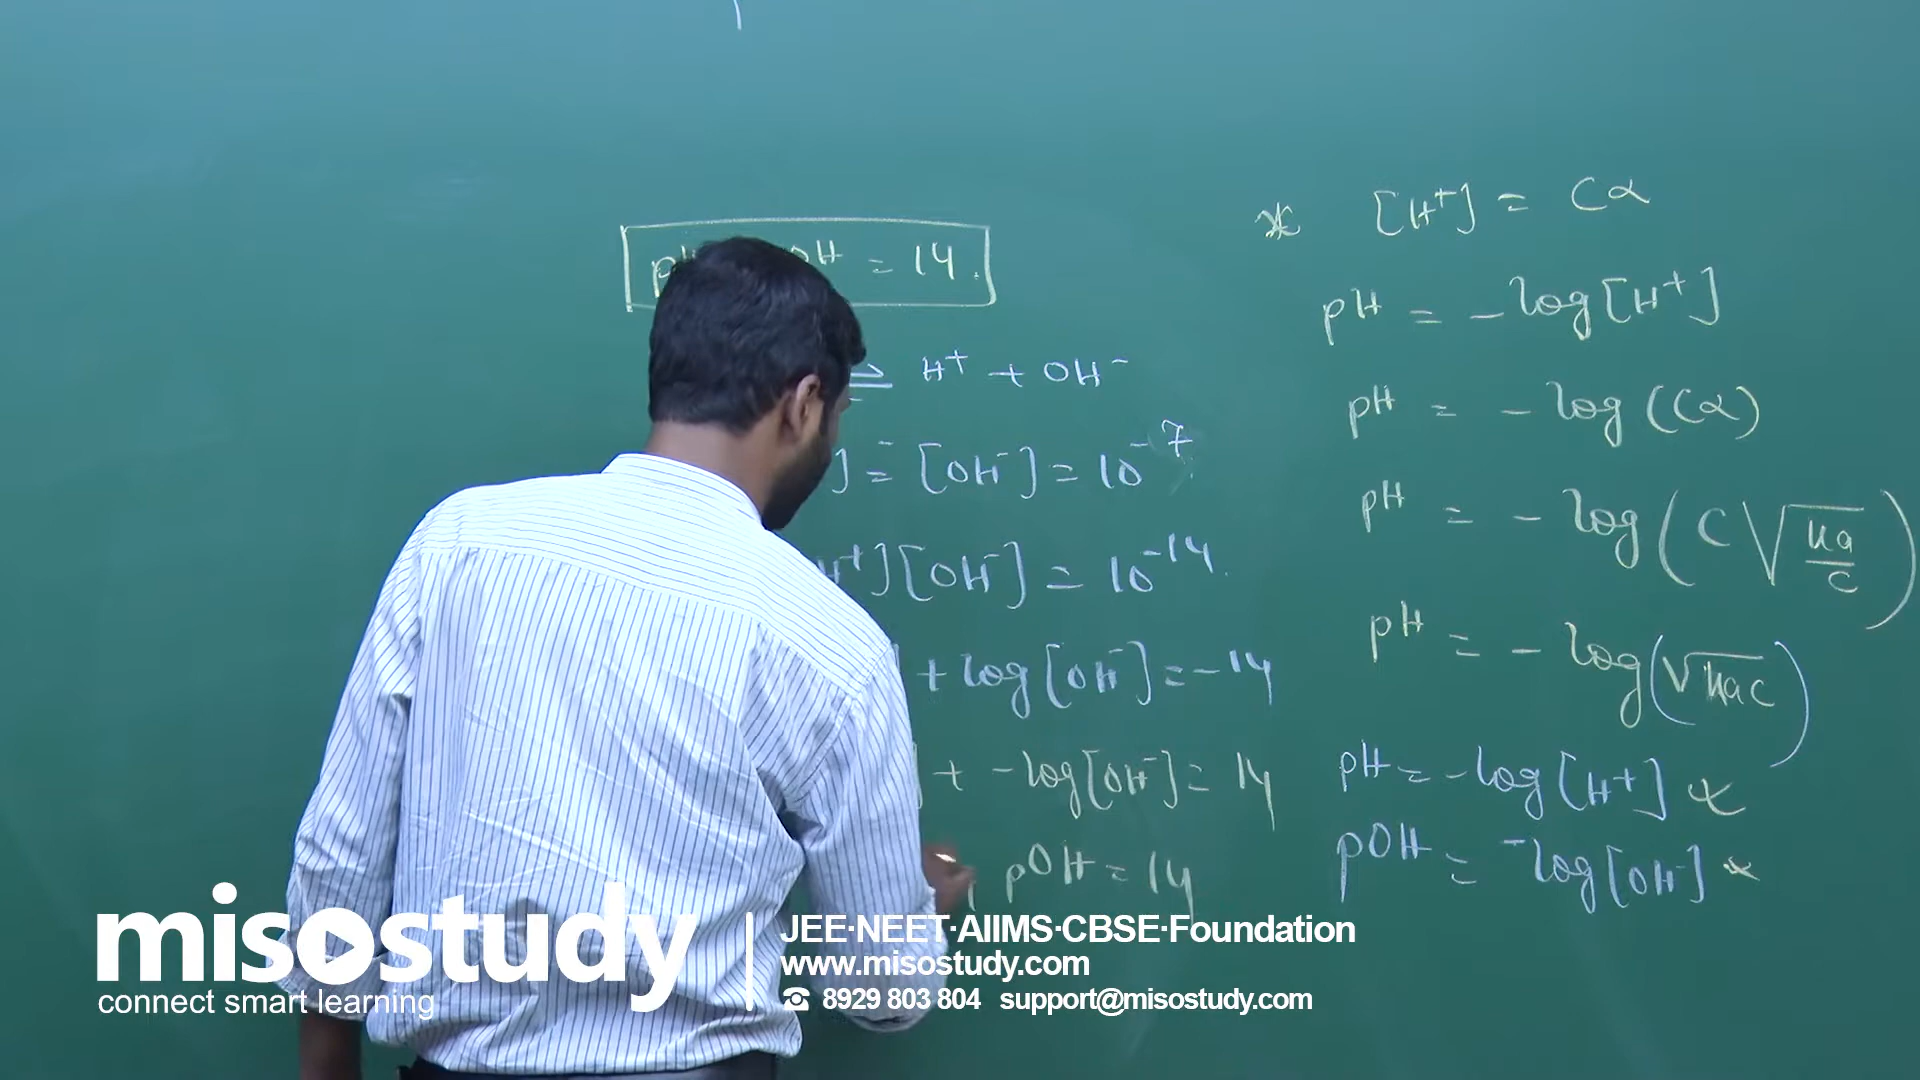 pH OH = 14.
⇌ H⁺ + OH⁻
] = [OH⁻] = 10⁻⁷
H⁺][OH⁻] = 10⁻¹⁴.
+ log[OH⁻] = -14
] + -log[OH⁻] = 14
pOH = 14
* [H⁺] = Cα
pH = -log[H⁺]
pH = -log(Cα)
pH = -log(C√Ka/C)
pH = -log(√KaC)
pH = -log[H⁺] *
pOH = -log[OH⁻] *
misostudy
connect smart learning
JEE·NEET·AIIMS·CBSE·Foundation
www.misostudy.com
☎ 8929 803 804 support@misostudy.com